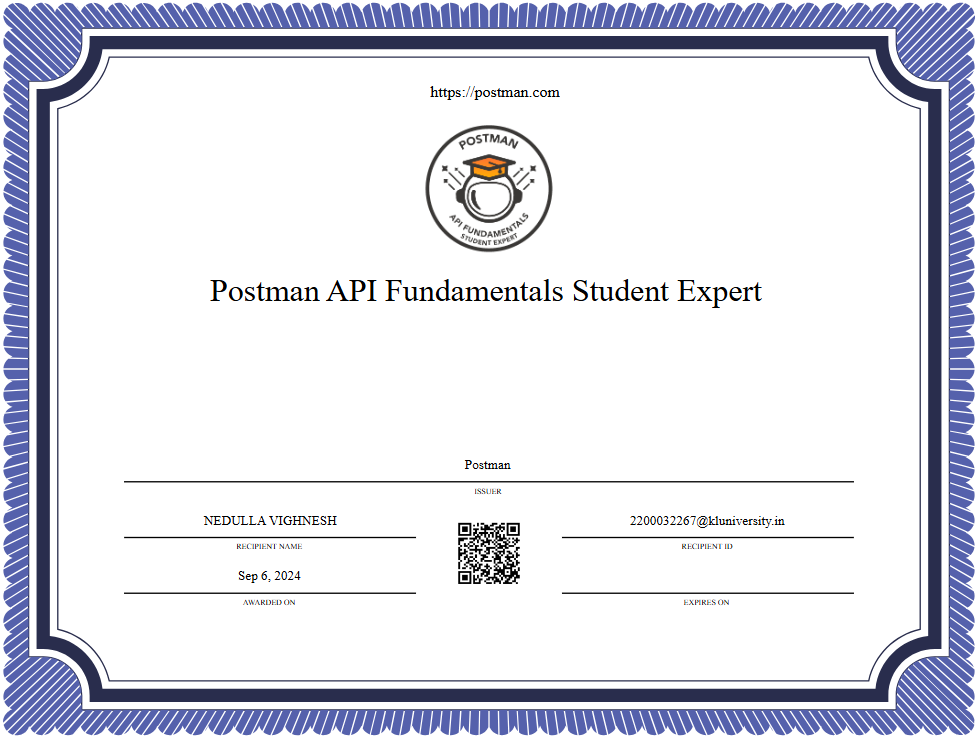 https://postman.com
POSTMAN
API FUNDAMENTALS
STUDENT EXPERT
Postman API Fundamentals Student Expert
Postman
ISSUER
NEDULLA VIGHNESH
2200032267@kluniversity.in
RECIPIENT NAME
RECIPIENT ID
Sep 6, 2024
AWARDED ON
EXPIRES ON